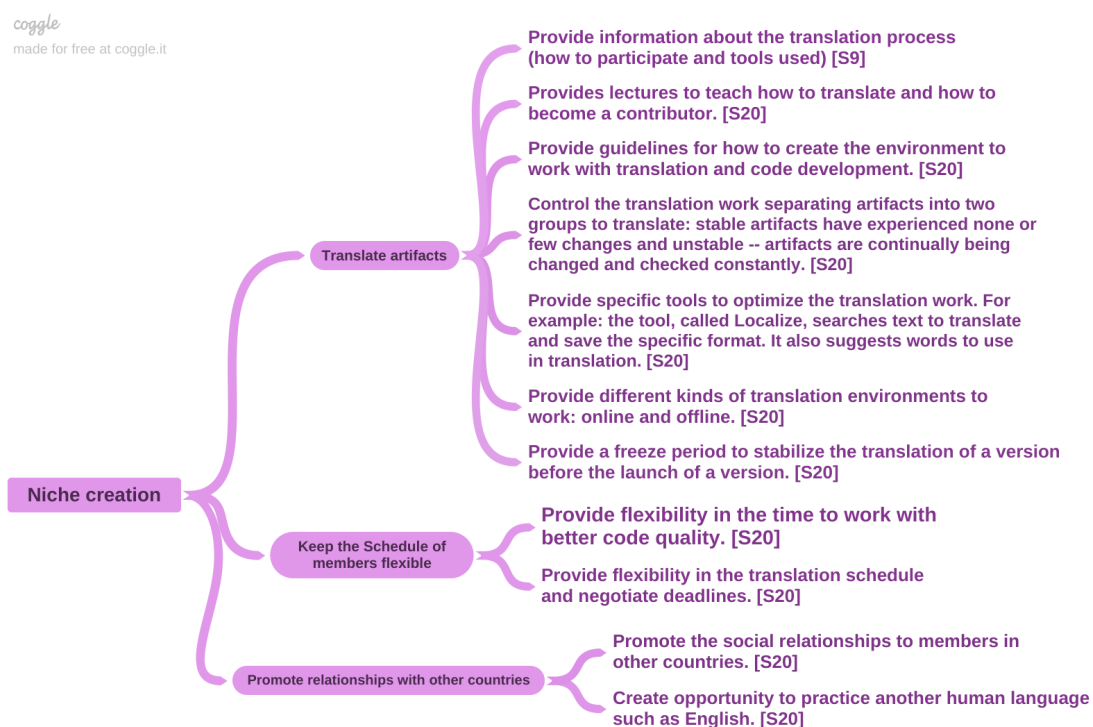 coggle
made for free at coggle.it
Provide information about the translation process
(how to participate and tools used) [S9]
Provides lectures to teach how to translate and how to
become a contributor. [S20]
Provide guidelines for how to create the environment to
work with translation and code development. [S20]
Control the translation work separating artifacts into two
groups to translate: stable artifacts have experienced none or
few changes and unstable -- artifacts are continually being
changed and checked constantly. [S20]
Translate artifacts
Provide specific tools to optimize the translation work. For
example: the tool, called Localize, searches text to translate
and save the specific format. It also suggests words to use
in translation. [S20]
Provide different kinds of translation environments to
work: online and offline. [S20]
Provide a freeze period to stabilize the translation of a version
before the launch of a version. [S20]
Niche creation
Keep the Schedule of
members flexible
Provide flexibility in the time to work with
better code quality. [S20]
Provide flexibility in the translation schedule
and negotiate deadlines. [S20]
Promote relationships with other countries
Promote the social relationships to members in
other countries. [S20]
Create opportunity to practice another human language
such as English. [S20]